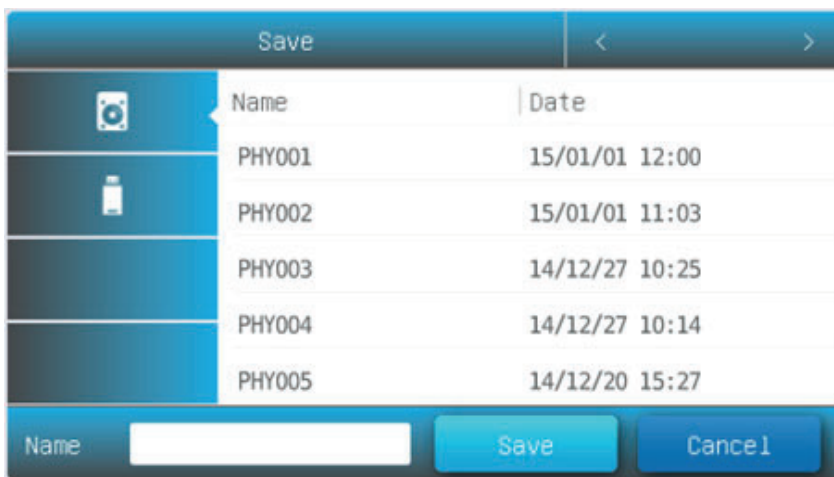 Save < >
Name Date
PHY001 15/01/01 12:00
PHY002 15/01/01 11:03
PHY003 14/12/27 10:25
PHY004 14/12/27 10:14
PHY005 14/12/20 15:27
Name Save Cancel